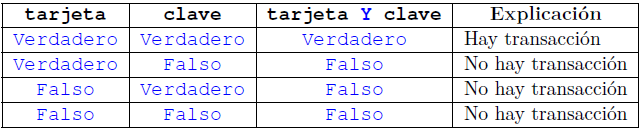 tarjeta clave tarjeta Y clave Explicación
Verdadero Verdadero Verdadero Hay transacción
Verdadero Falso Falso No hay transacción
Falso Verdadero Falso No hay transacción
Falso Falso Falso No hay transacción